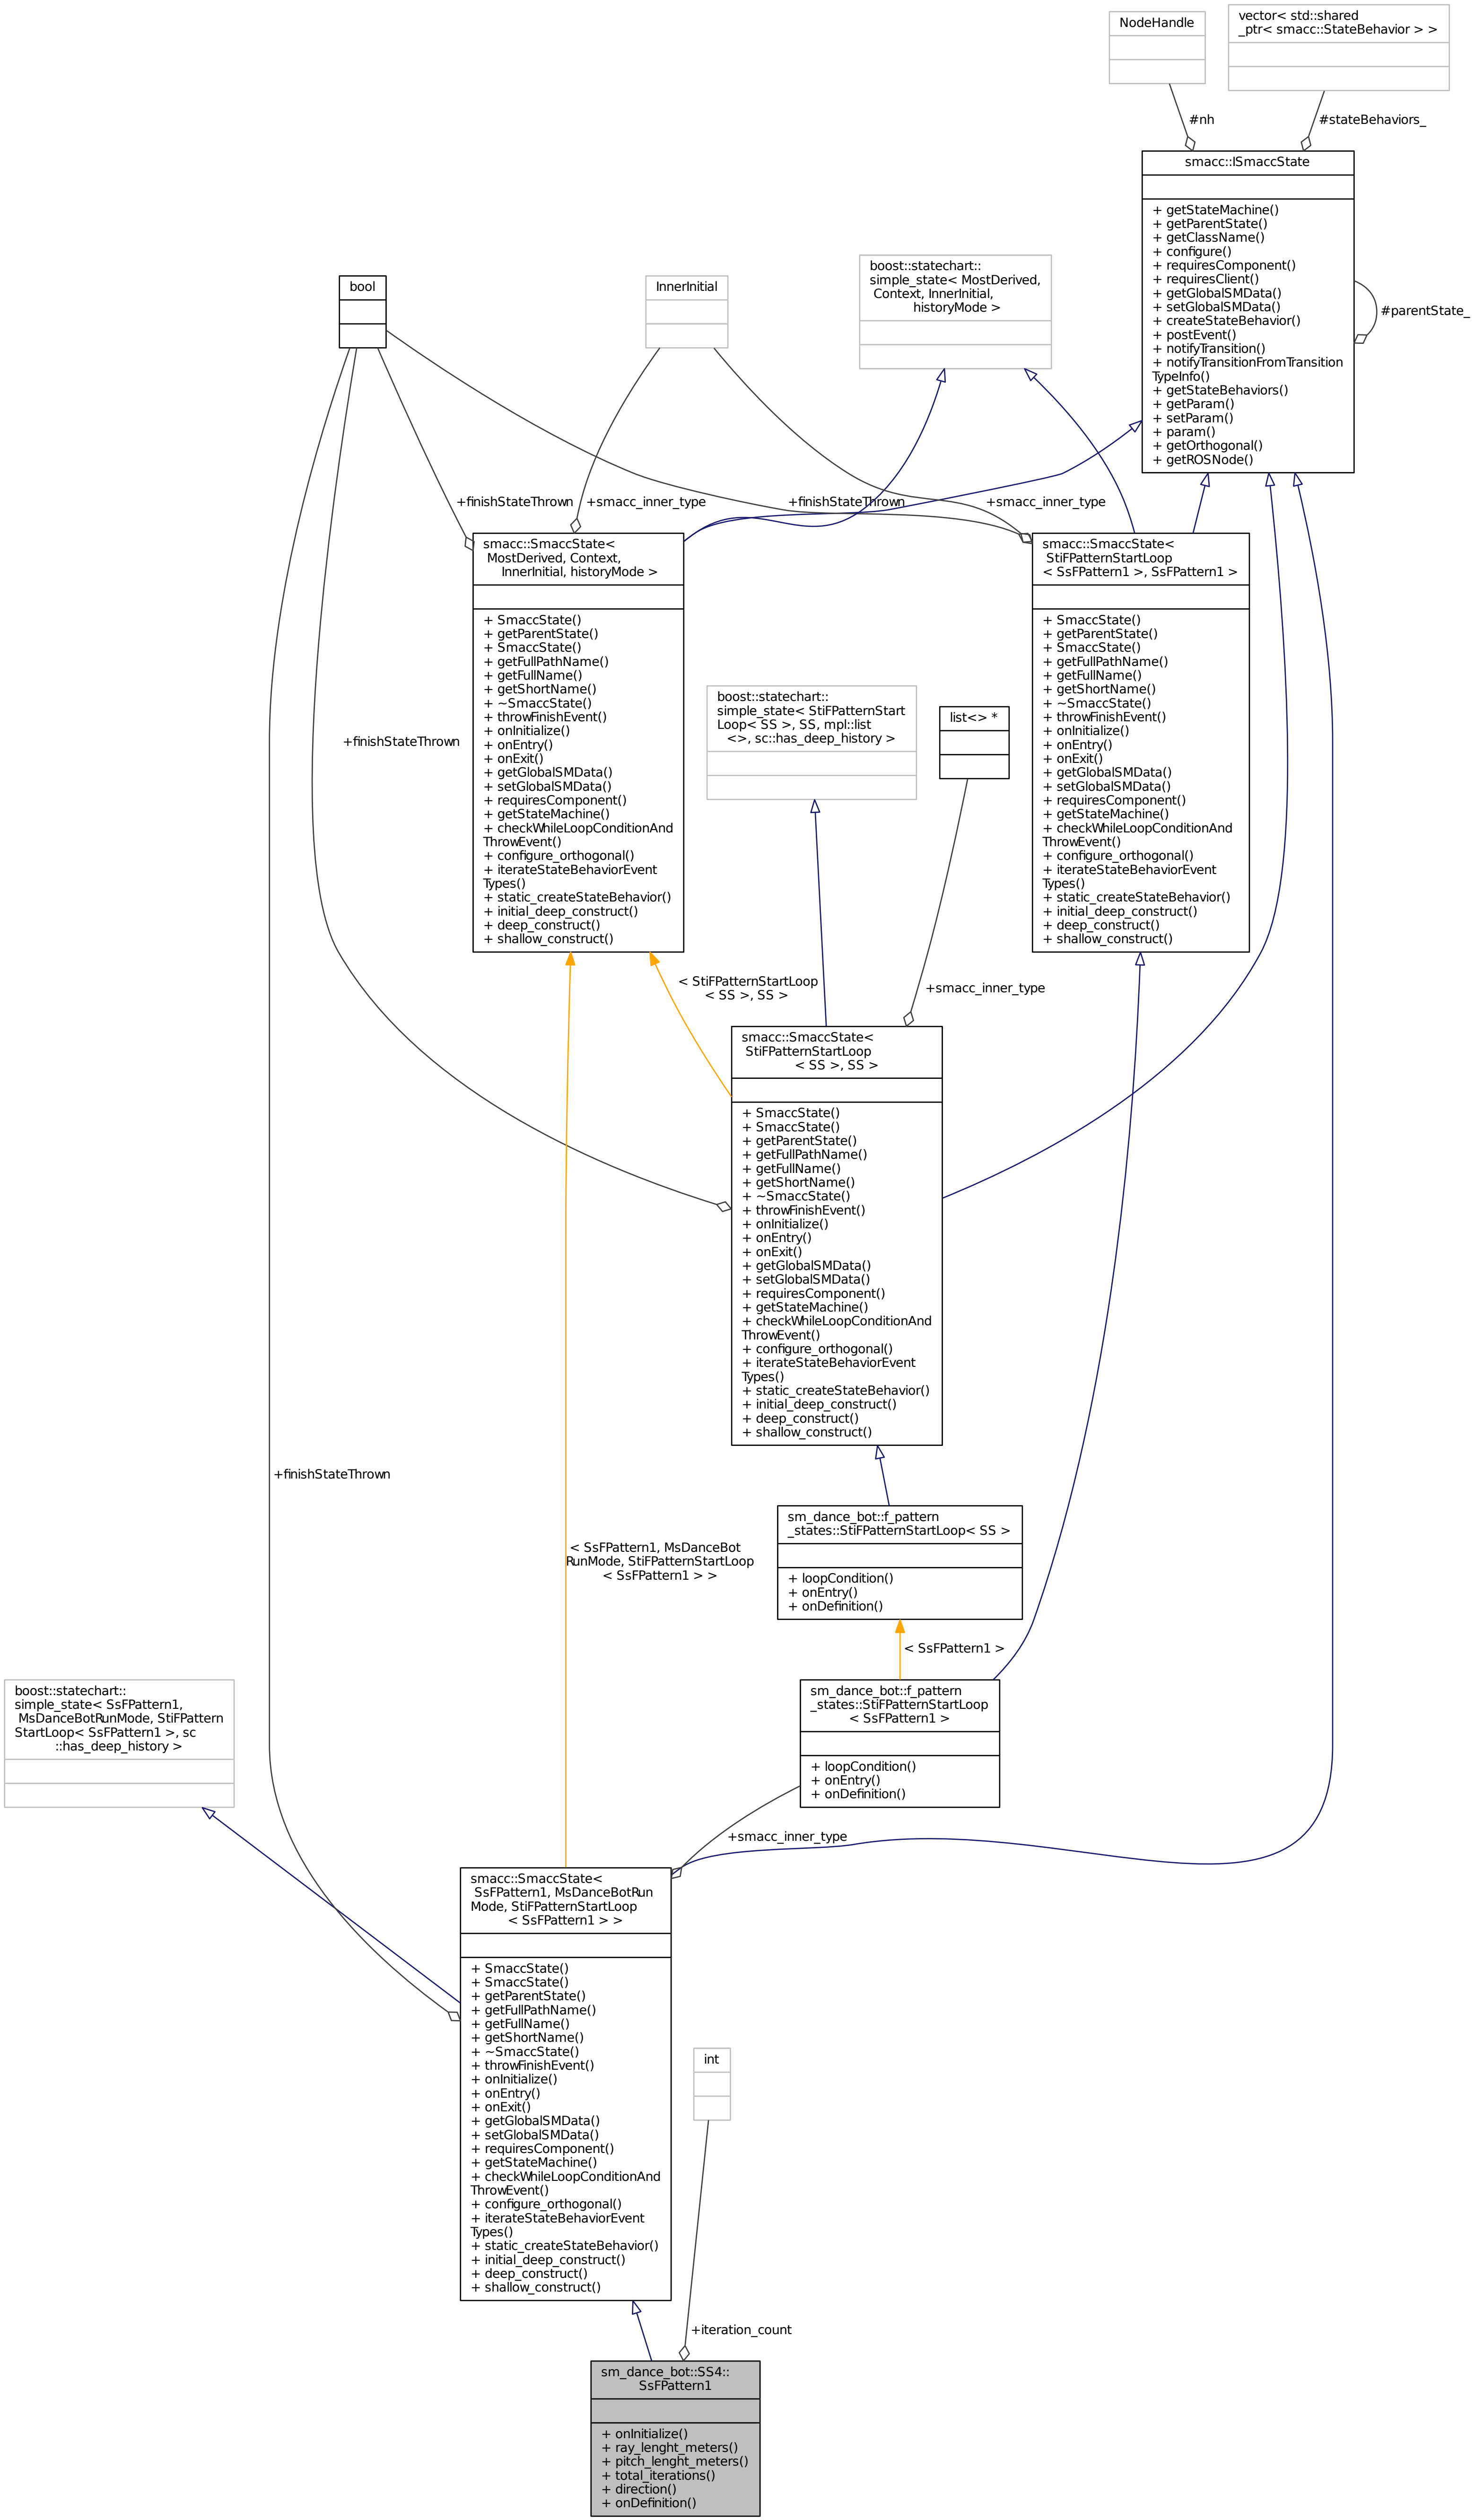 NodeHandle
vector< std::shared
_ptr< smacc::StateBehavior > >
#nh
#stateBehaviors_
smacc::ISmaccState
+ getStateMachine()
+ getParentState()
+ getClassName()
+ configure()
+ requiresComponent()
+ requiresClient()
+ getGlobalSMData()
+ setGlobalSMData()
+ createStateBehavior()
+ postEvent()
+ notifyTransition()
+ notifyTransitionFromTransition
TypeInfo()
+ getStateBehaviors()
+ getParam()
+ setParam()
+ param()
+ getOrthogonal()
+ getROSNode()
#parentState_
boost::statechart::
simple_state< MostDerived,
Context, InnerInitial,
historyMode >
bool
InnerInitial
+finishStateThrown
+smacc_inner_type
+finishStateThrown
+smacc_inner_type
smacc::SmaccState<
MostDerived, Context,
InnerInitial, historyMode >
+ SmaccState()
+ getParentState()
+ SmaccState()
+ getFullPathName()
+ getFullName()
+ getShortName()
+ ~SmaccState()
+ throwFinishEvent()
+ onInitialize()
+ onEntry()
+ onExit()
+ getGlobalSMData()
+ setGlobalSMData()
+ requiresComponent()
+ getStateMachine()
+ checkWhileLoopConditionAnd
ThrowEvent()
+ configure_orthogonal()
+ iterateStateBehaviorEvent
Types()
+ static_createStateBehavior()
+ initial_deep_construct()
+ deep_construct()
+ shallow_construct()
smacc::SmaccState<
StiFPatternStartLoop
< SsFPattern1 >, SsFPattern1 >
+ SmaccState()
+ getParentState()
+ SmaccState()
+ getFullPathName()
+ getFullName()
+ getShortName()
+ ~SmaccState()
+ throwFinishEvent()
+ onInitialize()
+ onEntry()
+ onExit()
+ getGlobalSMData()
+ setGlobalSMData()
+ requiresComponent()
+ getStateMachine()
+ checkWhileLoopConditionAnd
ThrowEvent()
+ configure_orthogonal()
+ iterateStateBehaviorEvent
Types()
+ static_createStateBehavior()
+ initial_deep_construct()
+ deep_construct()
+ shallow_construct()
boost::statechart::
simple_state< StiFPatternStart
Loop< SS >, SS, mpl::list
<>, sc::has_deep_history >
list<> *
+finishStateThrown
< StiFPatternStartLoop
< SS >, SS >
+smacc_inner_type
smacc::SmaccState<
StiFPatternStartLoop
< SS >, SS >
+ SmaccState()
+ SmaccState()
+ getParentState()
+ getFullPathName()
+ getFullName()
+ getShortName()
+ ~SmaccState()
+ throwFinishEvent()
+ onInitialize()
+ onEntry()
+ onExit()
+ getGlobalSMData()
+ setGlobalSMData()
+ requiresComponent()
+ getStateMachine()
+ checkWhileLoopConditionAnd
ThrowEvent()
+ configure_orthogonal()
+ iterateStateBehaviorEvent
Types()
+ static_createStateBehavior()
+ initial_deep_construct()
+ deep_construct()
+ shallow_construct()
+finishStateThrown
sm_dance_bot::f_pattern
_states::StiFPatternStartLoop< SS >
+ loopCondition()
+ onEntry()
+ onDefinition()
< SsFPattern1, MsDanceBot
RunMode, StiFPatternStartLoop
< SsFPattern1 > >
< SsFPattern1 >
sm_dance_bot::f_pattern
_states::StiFPatternStartLoop
< SsFPattern1 >
+ loopCondition()
+ onEntry()
+ onDefinition()
boost::statechart::
simple_state< SsFPattern1,
MsDanceBotRunMode, StiFPattern
StartLoop< SsFPattern1 >, sc
::has_deep_history >
+smacc_inner_type
smacc::SmaccState<
SsFPattern1, MsDanceBotRun
Mode, StiFPatternStartLoop
< SsFPattern1 > >
+ SmaccState()
+ SmaccState()
+ getParentState()
+ getFullPathName()
+ getFullName()
+ getShortName()
+ ~SmaccState()
+ throwFinishEvent()
+ onInitialize()
+ onEntry()
+ onExit()
+ getGlobalSMData()
+ setGlobalSMData()
+ requiresComponent()
+ getStateMachine()
+ checkWhileLoopConditionAnd
ThrowEvent()
+ configure_orthogonal()
+ iterateStateBehaviorEvent
Types()
+ static_createStateBehavior()
+ initial_deep_construct()
+ deep_construct()
+ shallow_construct()
int
+iteration_count
sm_dance_bot::SS4::
SsFPattern1
+ onInitialize()
+ ray_lenght_meters()
+ pitch_lenght_meters()
+ total_iterations()
+ direction()
+ onDefinition()